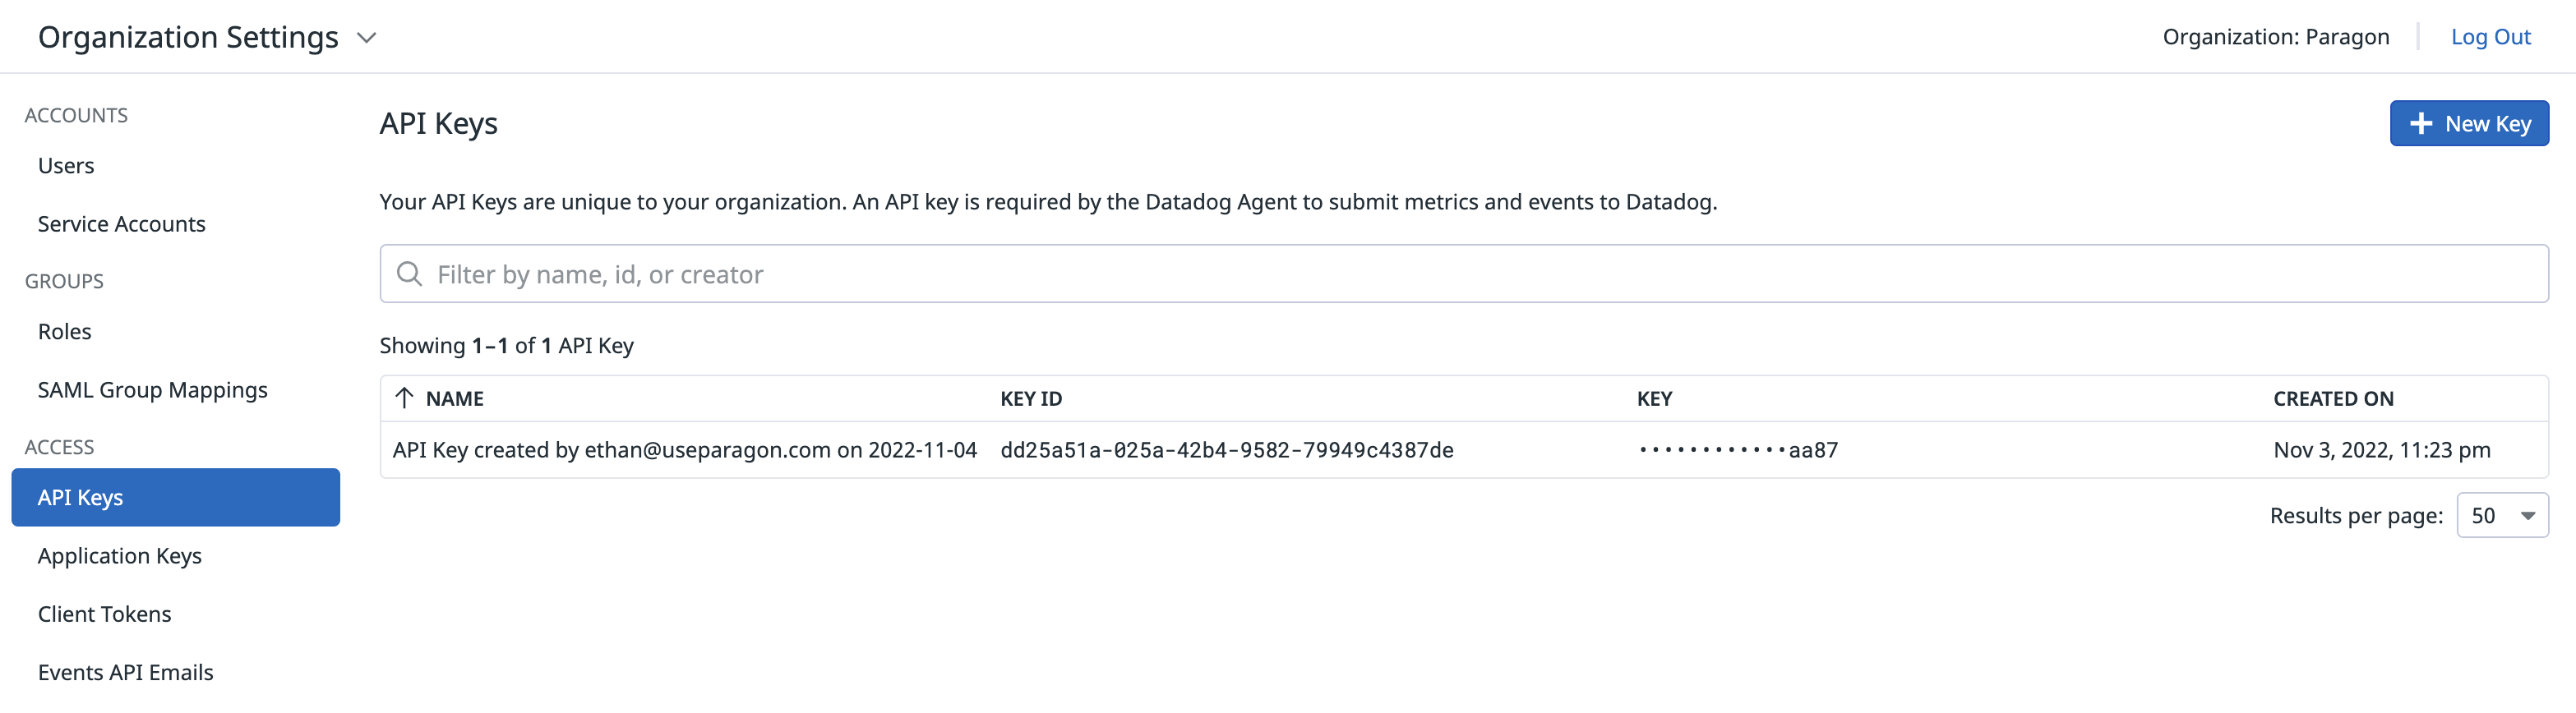 Organization Settings
Organization: Paragon
Log Out
ACCOUNTS
Users
Service Accounts
GROUPS
Roles
SAML Group Mappings
ACCESS
API Keys
Application Keys
Client Tokens
Events API Emails
API Keys
New Key
Your API Keys are unique to your organization. An API key is required by the Datadog Agent to submit metrics and events to Datadog.
Filter by name, id, or creator
Showing 1–1 of 1 API Key
NAME KEY ID KEY CREATED ON
API Key created by ethan@useparagon.com on 2022-11-04 dd25a51a-025a-42b4-9582-79949c4387de ············aa87 Nov 3, 2022, 11:23 pm
Results per page: 50